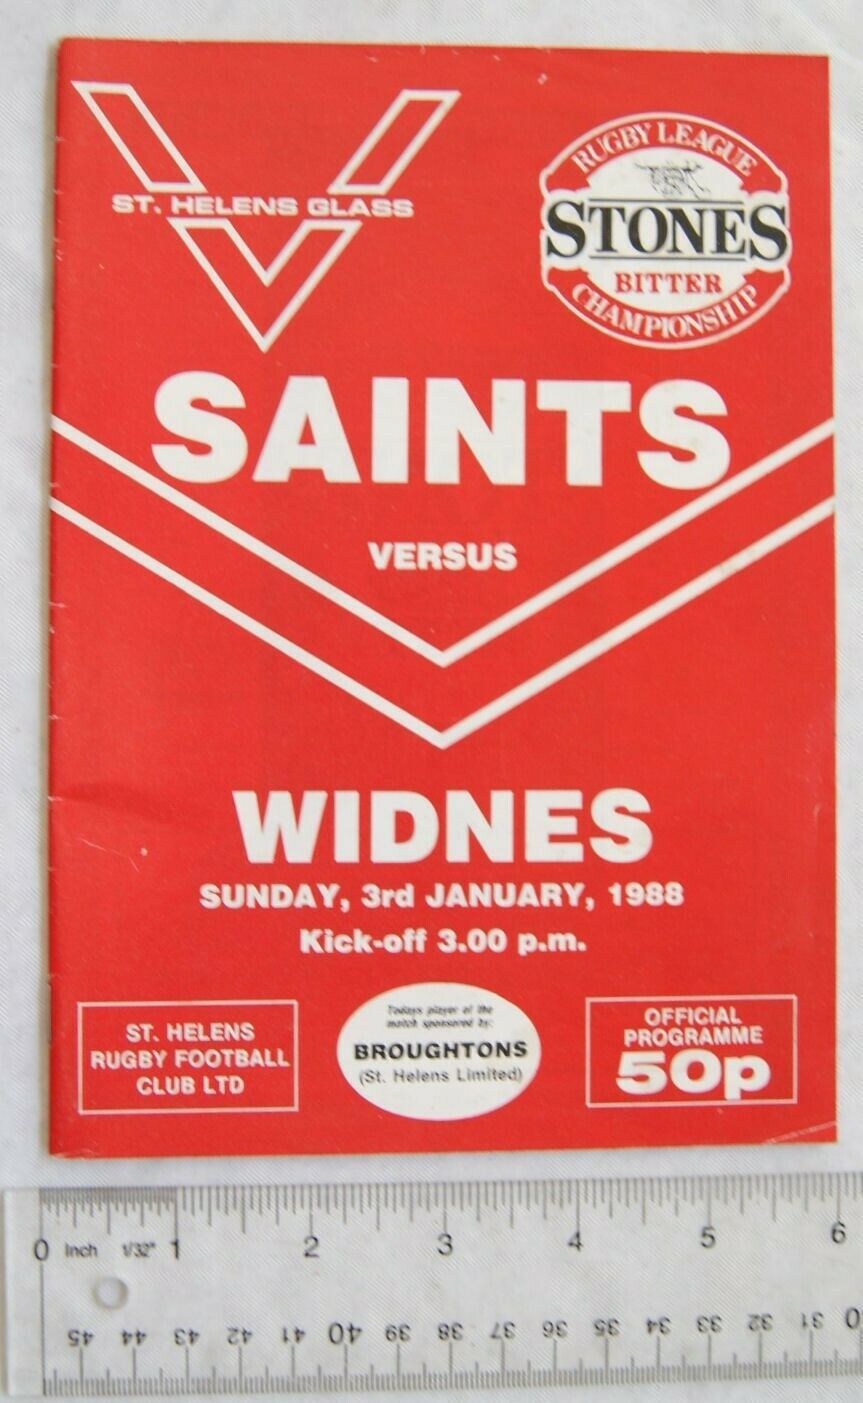 ST. HELENS GLASS
RUGBY LEAGUE
STONES
BITTER
CHAMPIONSHIP
SAINTS
VERSUS
WIDNES
SUNDAY, 3rd JANUARY, 1988
Kick-off 3.00 p.m.
ST. HELENS
RUGBY FOOTBALL
CLUB LTD
Todays player of the
match sponsored by:
BROUGHTONS
(St. Helens Limited)
OFFICIAL
PROGRAMME
50p
0 Inch 1/32" 1 2 3 4 5 6
45 44 43 42 41 40 39 38 37 36 35 34 33 32 31 30